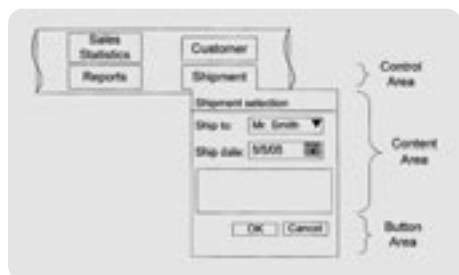 Sales
Statistics
Customer
Reports
Shipment
Control
Area
Shipment selection
Ship to: Mr. Smith
Ship date: 5/5/05
Content
Area
OK Cancel
Button
Area